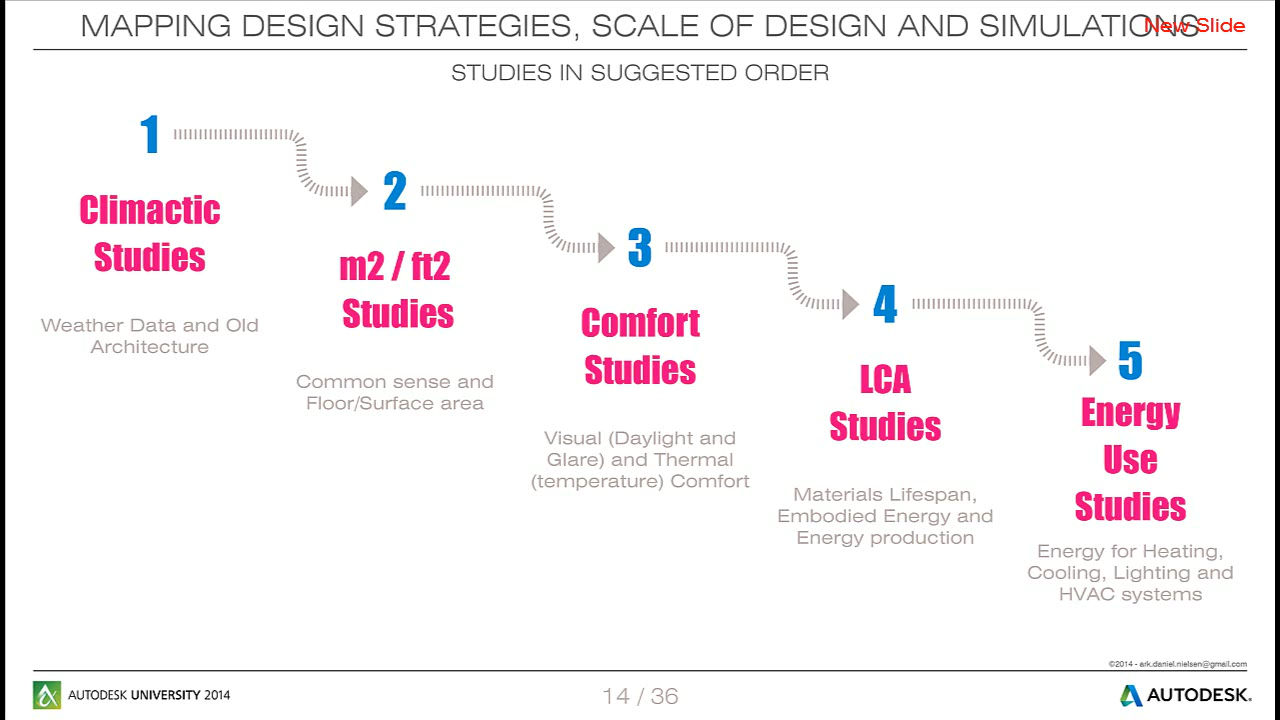 MAPPING DESIGN STRATEGIES, SCALE OF DESIGN AND SIMULATIONS
New Slide
STUDIES IN SUGGESTED ORDER
1
Climactic
Studies
Weather Data and Old
Architecture
2
m2 / ft2
Studies
Common sense and
Floor/Surface area
3
Comfort
Studies
Visual (Daylight and
Glare) and Thermal
(temperature) Comfort
4
LCA
Studies
Materials Lifespan,
Embodied Energy and
Energy production
5
Energy
Use
Studies
Energy for Heating,
Cooling, Lighting and
HVAC systems
©2014 - ark.daniel.nielsen@gmail.com
AUTODESK UNIVERSITY 2014
14 / 36
AUTODESK.